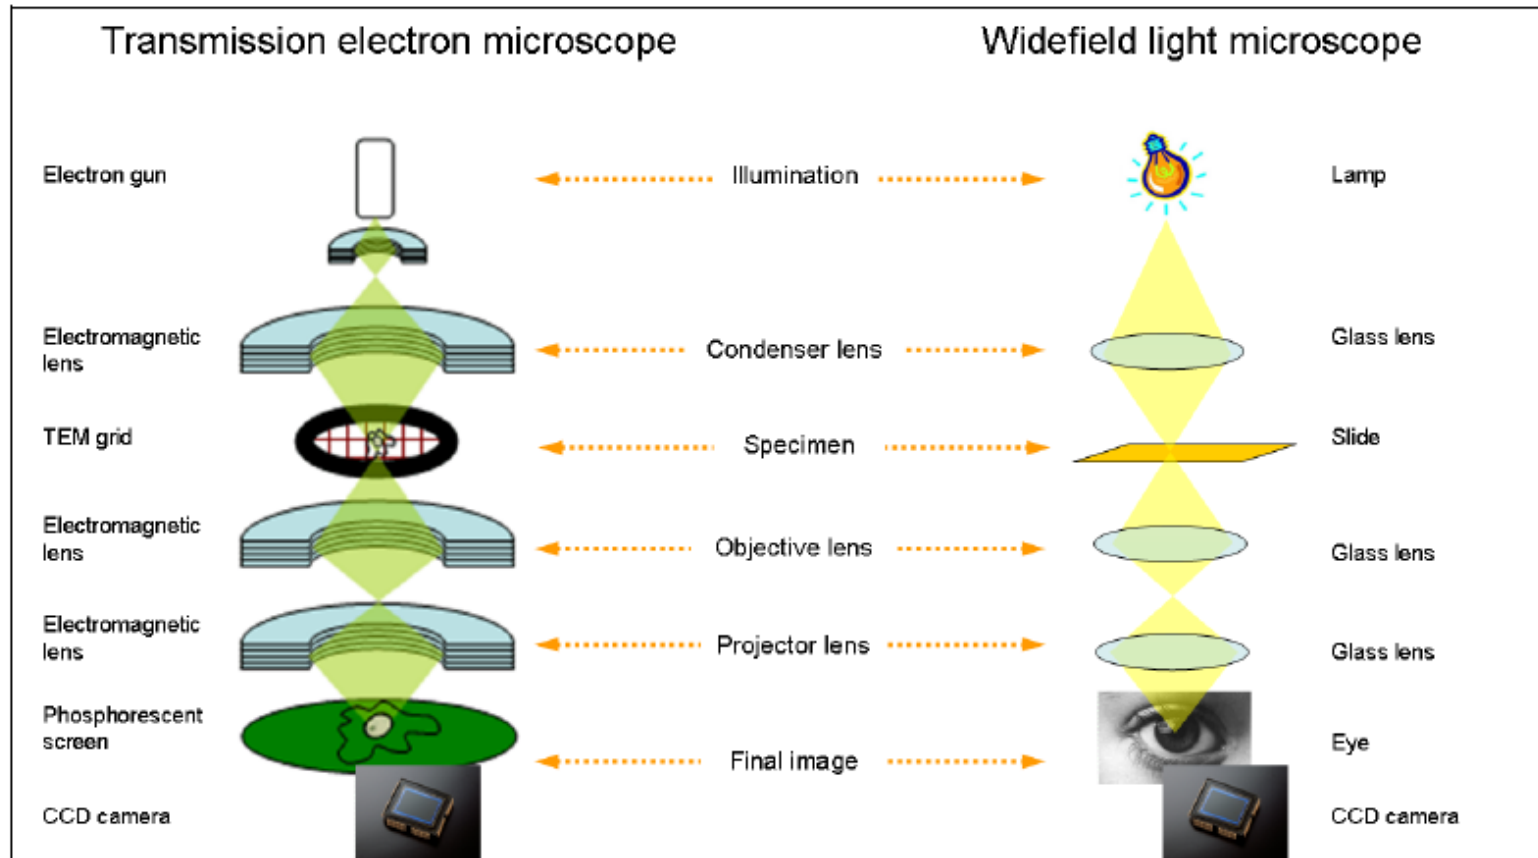 Transmission electron microscope
Widefield light microscope
Electron gun
Illumination
Lamp
Electromagnetic
lens
Condenser lens
Glass lens
TEM grid
Specimen
Slide
Electromagnetic
lens
Objective lens
Glass lens
Electromagnetic
lens
Projector lens
Glass lens
Phosphorescent
screen
Final image
Eye
CCD camera
CCD camera